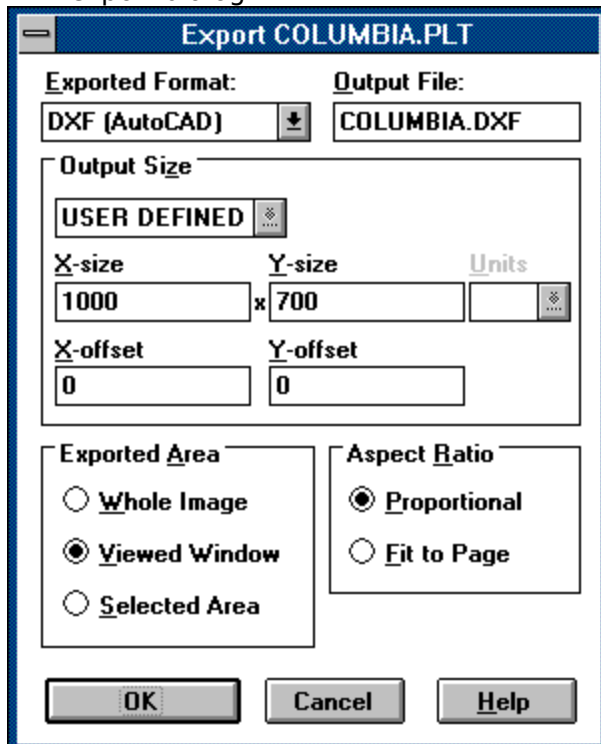 Export COLUMBIA.PLT
Exported Format: Output File:
DXF (AutoCAD) COLUMBIA.DXF
Output Size
USER DEFINED
X-size Y-size Units
1000 x 700
X-offset Y-offset
0 0
Exported Area Aspect Ratio
Whole Image Proportional
Viewed Window Fit to Page
Selected Area
OK Cancel Help